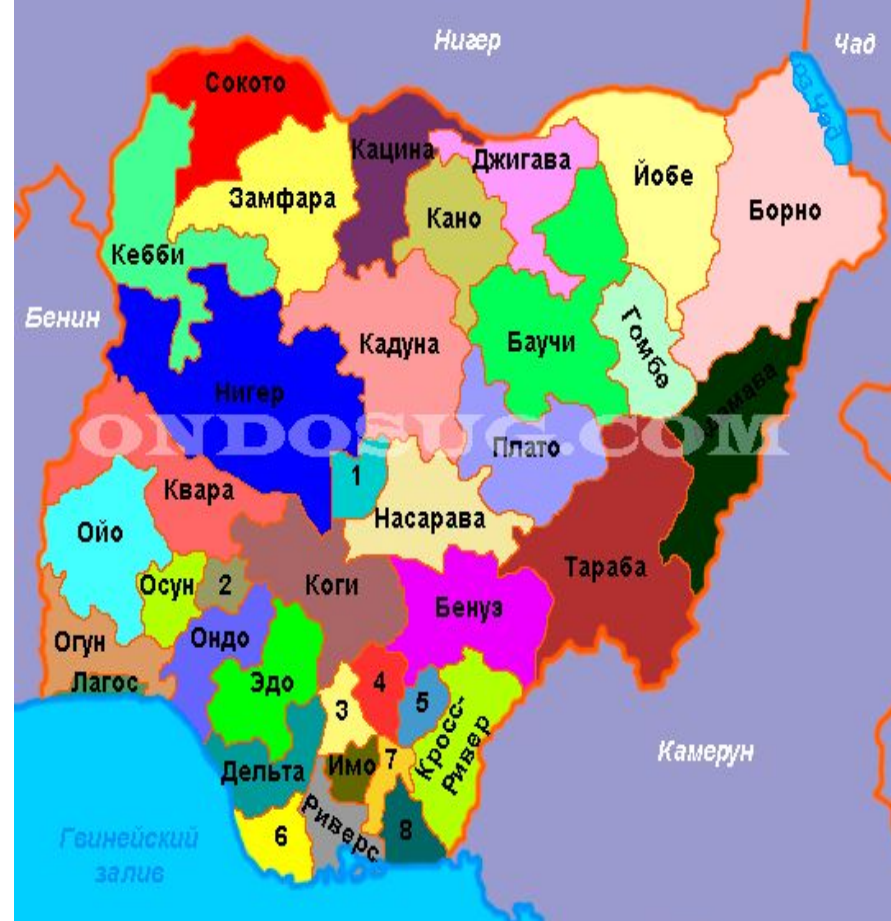 Нигер
Чад
Сокото
оз. Чад
Кацина
Джигава
Йобе
Замфара
Кано
Борно
Кебби
Бенин
Кадуна
Баучи
Гомбе
Нигер
ONDOSUG.COM
Плато
1
Квара
Насарава
Ойо
Тараба
Осун
2
Коги
Бенуэ
Огун
Ондо
Лагос
Эдо
3
4
5
Кросс-
Ривер
Камерун
Дельта
Имо
7
Риверс
6
8
Гвинейский
залив